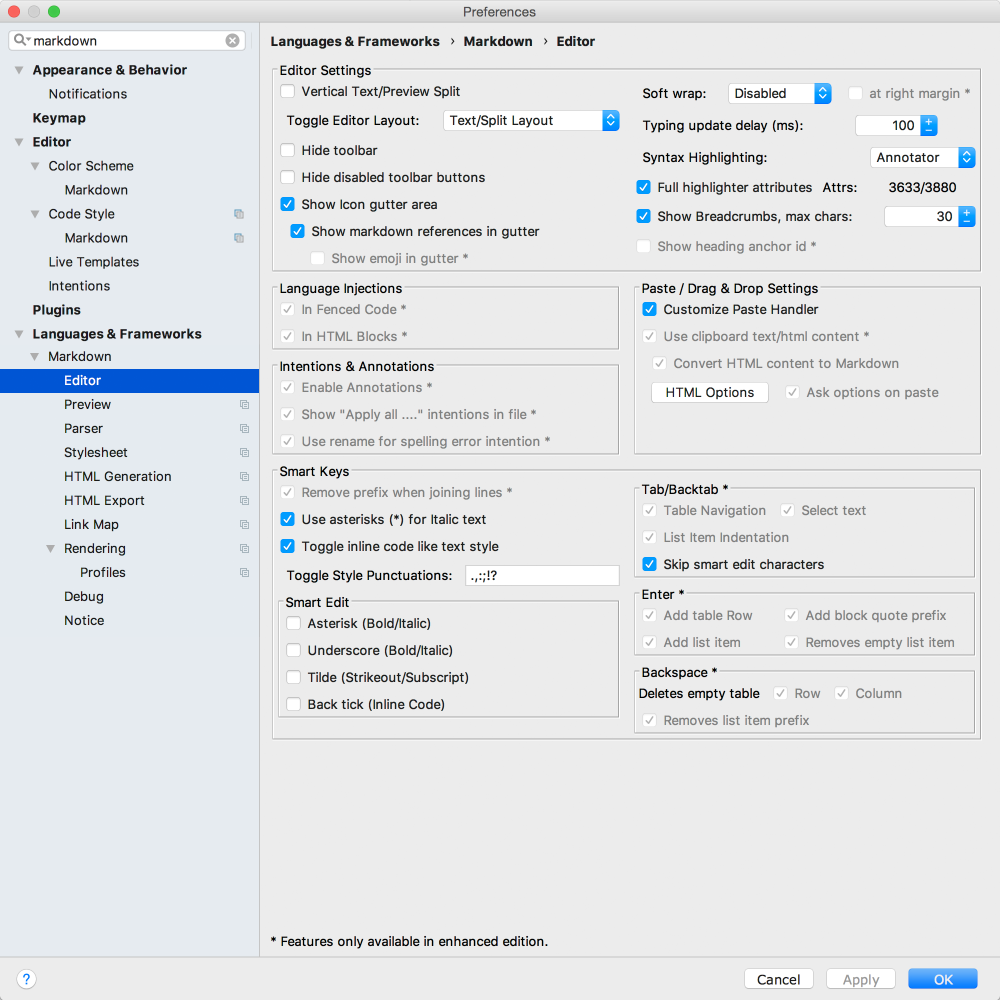 Preferences
markdown
Appearance & Behavior
Notifications
Keymap
Editor
Color Scheme
Markdown
Code Style
Markdown
Live Templates
Intentions
Plugins
Languages & Frameworks
Markdown
Editor
Preview
Parser
Stylesheet
HTML Generation
HTML Export
Link Map
Rendering
Profiles
Debug
Notice
Languages & Frameworks › Markdown › Editor
Editor Settings
Vertical Text/Preview Split
Toggle Editor Layout: Text/Split Layout
Hide toolbar
Hide disabled toolbar buttons
Show Icon gutter area
Show markdown references in gutter
Show emoji in gutter *
Soft wrap: Disabled at right margin *
Typing update delay (ms): 100
Syntax Highlighting: Annotator
Full highlighter attributes Attrs: 3633/3880
Show Breadcrumbs, max chars: 30
Show heading anchor id *
Language Injections
In Fenced Code *
In HTML Blocks *
Intentions & Annotations
Enable Annotations *
Show "Apply all ...." intentions in file *
Use rename for spelling error intention *
Paste / Drag & Drop Settings
Customize Paste Handler
Use clipboard text/html content *
Convert HTML content to Markdown
HTML Options Ask options on paste
Smart Keys
Remove prefix when joining lines *
Use asterisks (*) for Italic text
Toggle inline code like text style
Toggle Style Punctuations: .,:;!?
Smart Edit
Asterisk (Bold/Italic)
Underscore (Bold/Italic)
Tilde (Strikeout/Subscript)
Back tick (Inline Code)
Tab/Backtab *
Table Navigation Select text
List Item Indentation
Skip smart edit characters
Enter *
Add table Row Add block quote prefix
Add list item Removes empty list item
Backspace *
Deletes empty table Row Column
Removes list item prefix
* Features only available in enhanced edition.
? Cancel Apply OK